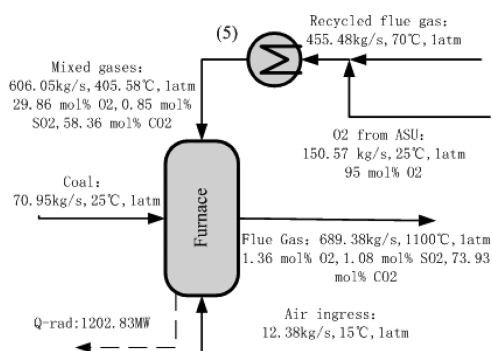 (5)
Recycled flue gas:
455.48kg/s, 70℃, 1atm
Mixed gases:
606.05kg/s, 405.58℃, 1atm
29.86 mol% O2, 0.85 mol%
SO2, 58.36 mol% CO2
O2 from ASU:
150.57 kg/s, 25℃, 1atm
95 mol% O2
Coal:
70.95kg/s, 25℃, 1atm
Furnace
Flue Gas: 689.38kg/s, 1100℃, 1atm
1.36 mol% O2, 1.08 mol% SO2, 73.93
mol% CO2
Q-rad:1202.83MW
Air ingress:
12.38kg/s, 15℃, 1atm